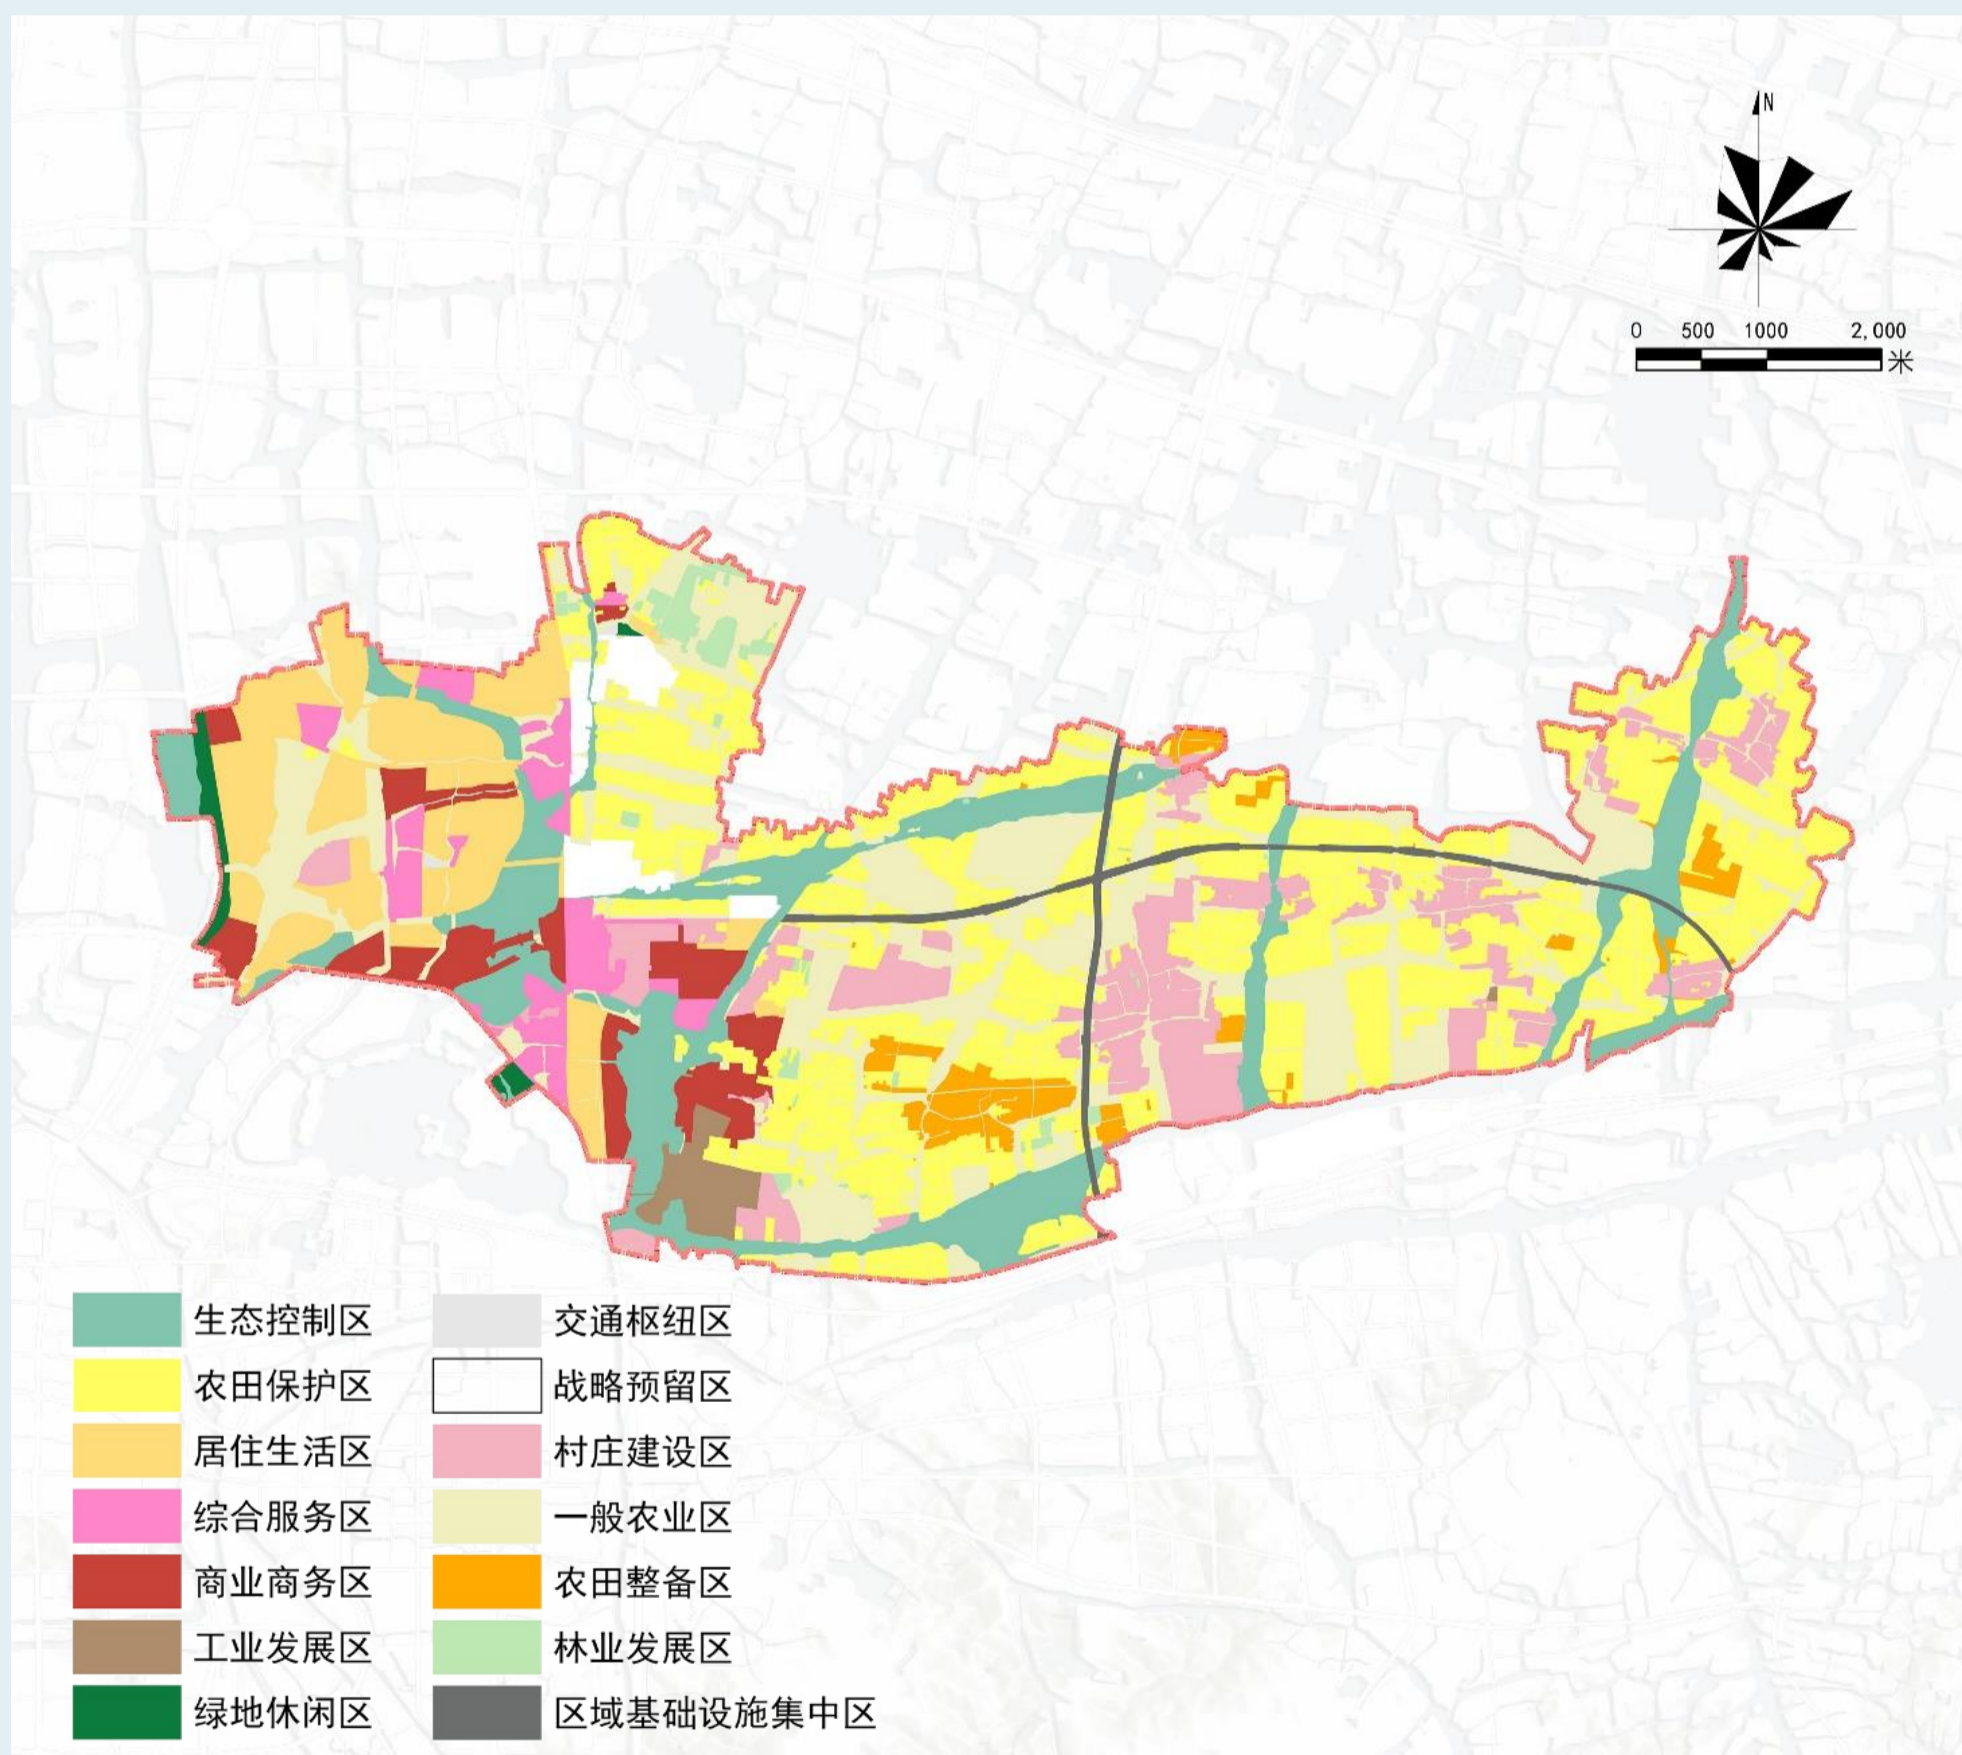 N
0 500 1000 2,000
米
生态控制区 交通枢纽区
农田保护区 战略预留区
居住生活区 村庄建设区
综合服务区 一般农业区
商业商务区 农田整备区
工业发展区 林业发展区
绿地休闲区 区域基础设施集中区